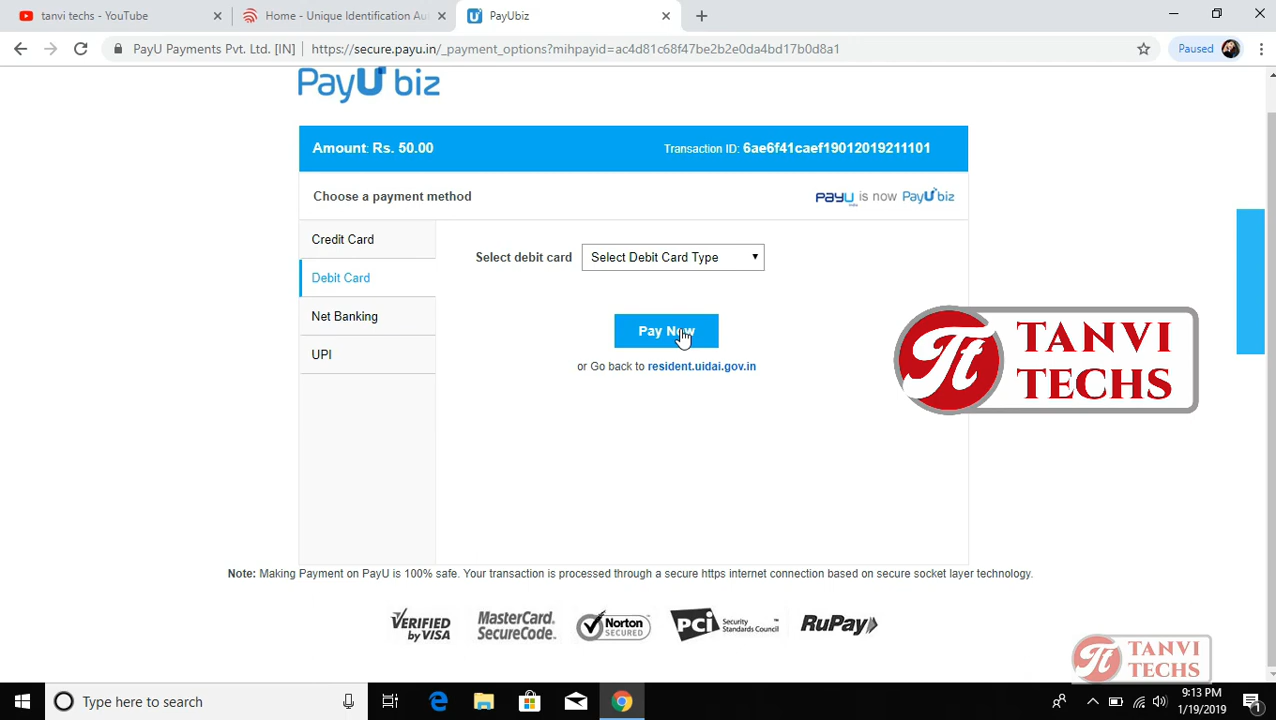 tanvi techs - YouTube
Home - Unique Identification Au
PayUbiz
PayU Payments Pvt. Ltd. [IN]
https://secure.payu.in/_payment_options?mihpayid=ac4d81c68f47be2b2e0da4bd17b0d8a1
Paused
PayU biz
Amount: Rs. 50.00
Transaction ID: 6ae6f41caef19012019211101
Choose a payment method
PayU india is now PayU biz
Credit Card
Debit Card
Net Banking
UPI
Select debit card
Select Debit Card Type
Pay Now
or Go back to resident.uidai.gov.in
Tt TANVI
TECHS
Note: Making Payment on PayU is 100% safe. Your transaction is processed through a secure https internet connection based on secure socket layer technology.
VERIFIED
by VISA
MasterCard.
SecureCode.
Norton
SECURED
PCI Security
Standards Council ™
RuPay
Tt TANVI
TECHS
Type here to search
9:13 PM
1/19/2019
1